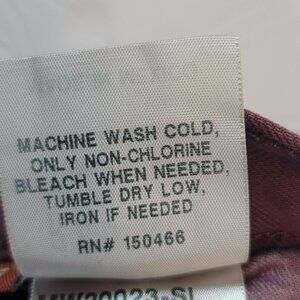 MACHINE WASH COLD,
ONLY NON-CHLORINE
BLEACH WHEN NEEDED,
TUMBLE DRY LOW,
IRON IF NEEDED
RN# 150466